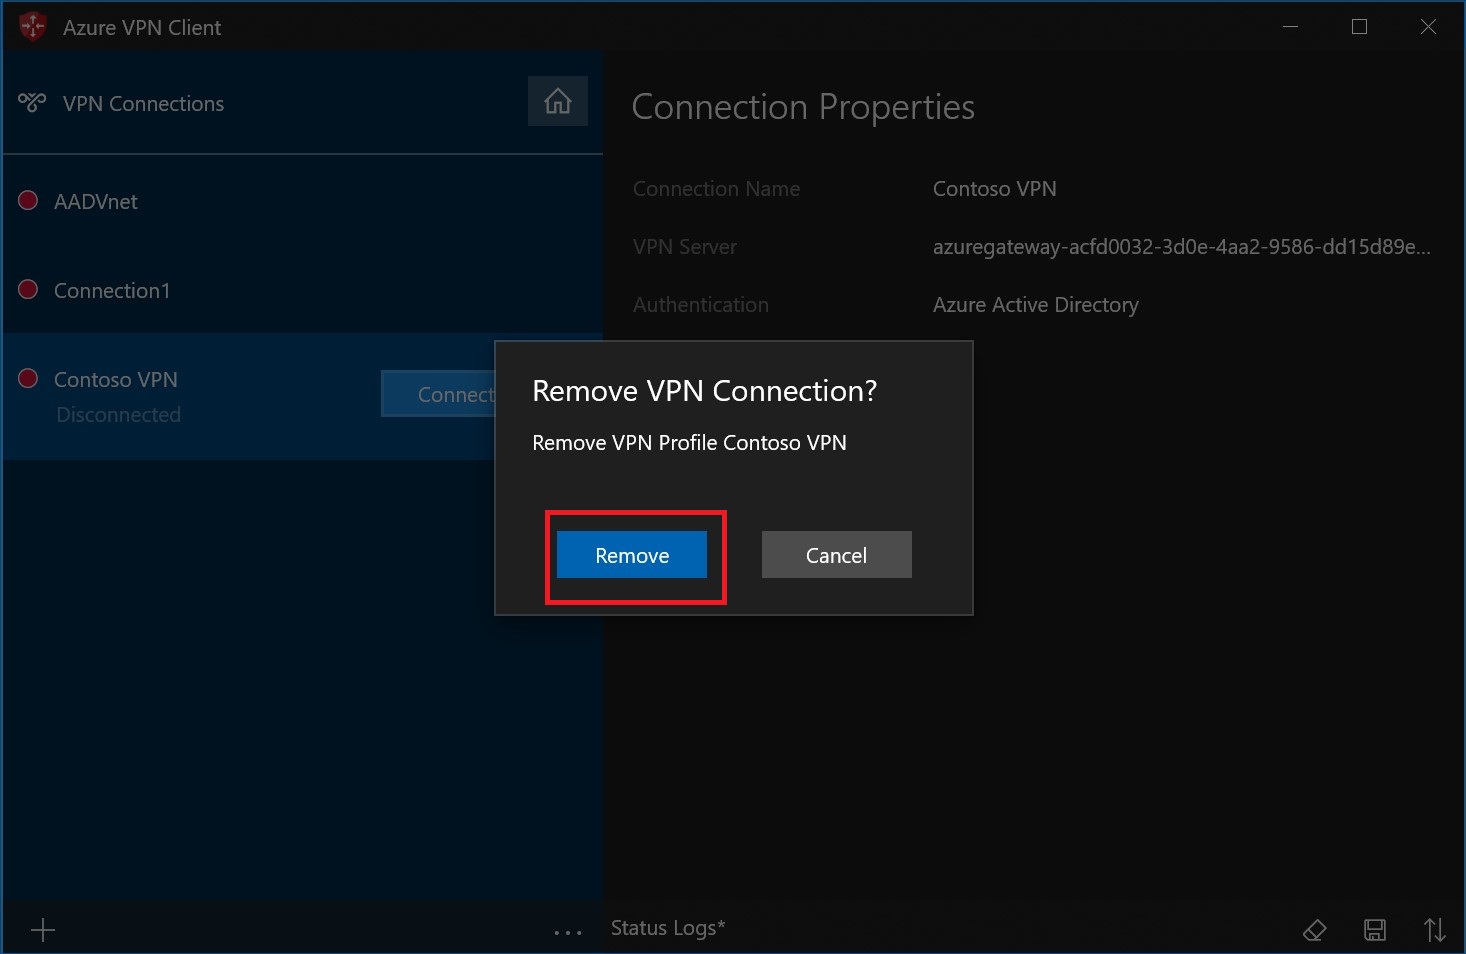 Azure VPN Client
VPN Connections
AADVnet
Connection1
Contoso VPN
Disconnected
Connect
Connection Properties
Connection Name Contoso VPN
VPN Server azuregateway-acfd0032-3d0e-4aa2-9586-dd15d89e...
Authentication Azure Active Directory
Remove VPN Connection?
Remove VPN Profile Contoso VPN
Remove Cancel
Status Logs*